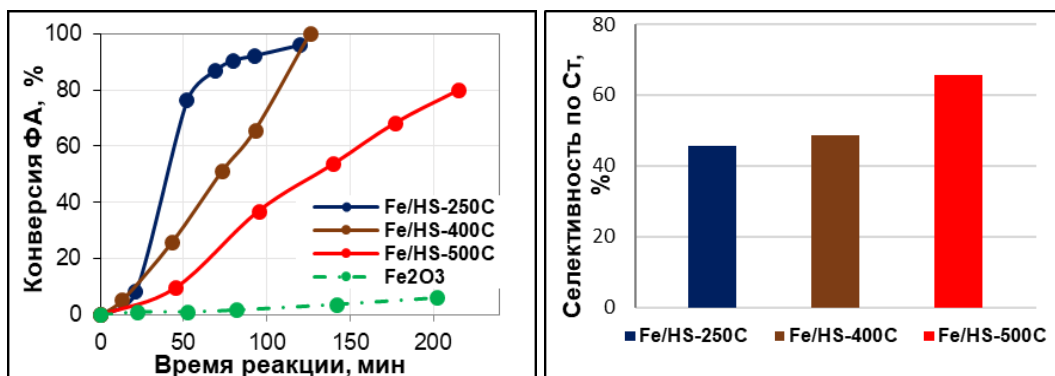 Конверсия ФА, %
100
80
60
40
20
0
0 50 100 150 200
Время реакции, мин
Fe/HS-250C
Fe/HS-400C
Fe/HS-500C
Fe2O3
Селективность по Ст,
%
80
60
40
20
0
Fe/HS-250C Fe/HS-400C Fe/HS-500C